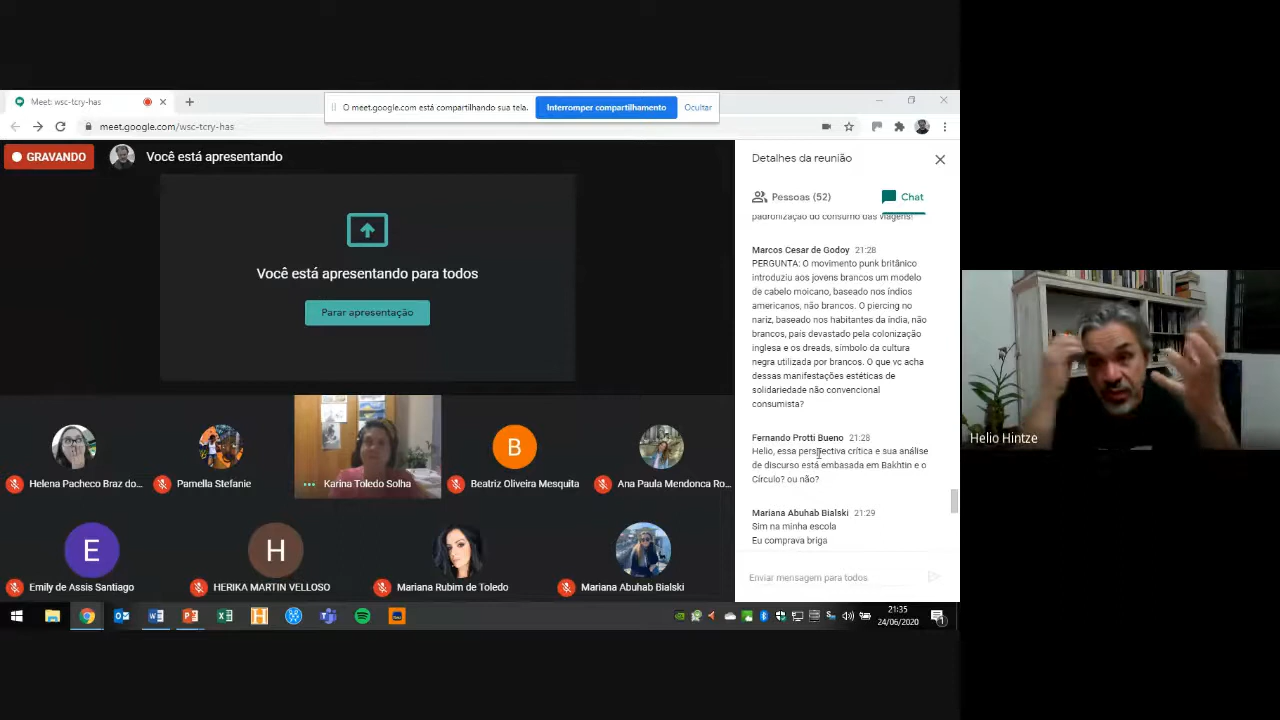 Meet: wsc-tcry-has
O meet.google.com está compartilhando sua tela.
Interromper compartilhamento
Ocultar
meet.google.com/wsc-tcry-has
GRAVANDO
Você está apresentando
Você está apresentando para todos
Parar apresentação
Detalhes da reunião
Pessoas (52)
Chat
padronização do consumo das viagens!
Marcos Cesar de Godoy 21:28
PERGUNTA: O movimento punk britânico
introduziu aos jovens brancos um modelo
de cabelo moicano, baseado nos índios
americanos, não brancos. O piercing no
nariz, baseado nos habitantes da índia, não
brancos, país devastado pela colonização
inglesa e os dreads, símbolo da cultura
negra utilizada por brancos. O que vc acha
dessas manifestações estéticas de
solidariedade não convencional
consumista?
Fernando Protti Bueno 21:28
Helio, essa perspectiva crítica e sua análise
de discurso está embasada em Bakhtin e o
Círculo? ou não?
Mariana Abuhab Bialski 21:29
Sim na minha escola
Eu comprava briga
Enviar mensagem para todos
Helena Pacheco Braz do...
Pamella Stefanie
Karina Toledo Solha
B
Beatriz Oliveira Mesquita
Ana Paula Mendonca Ro...
E
Emily de Assis Santiago
H
HERIKA MARTIN VELLOSO
Mariana Rubim de Toledo
Mariana Abuhab Bialski
21:35
24/06/2020
Helio Hintze